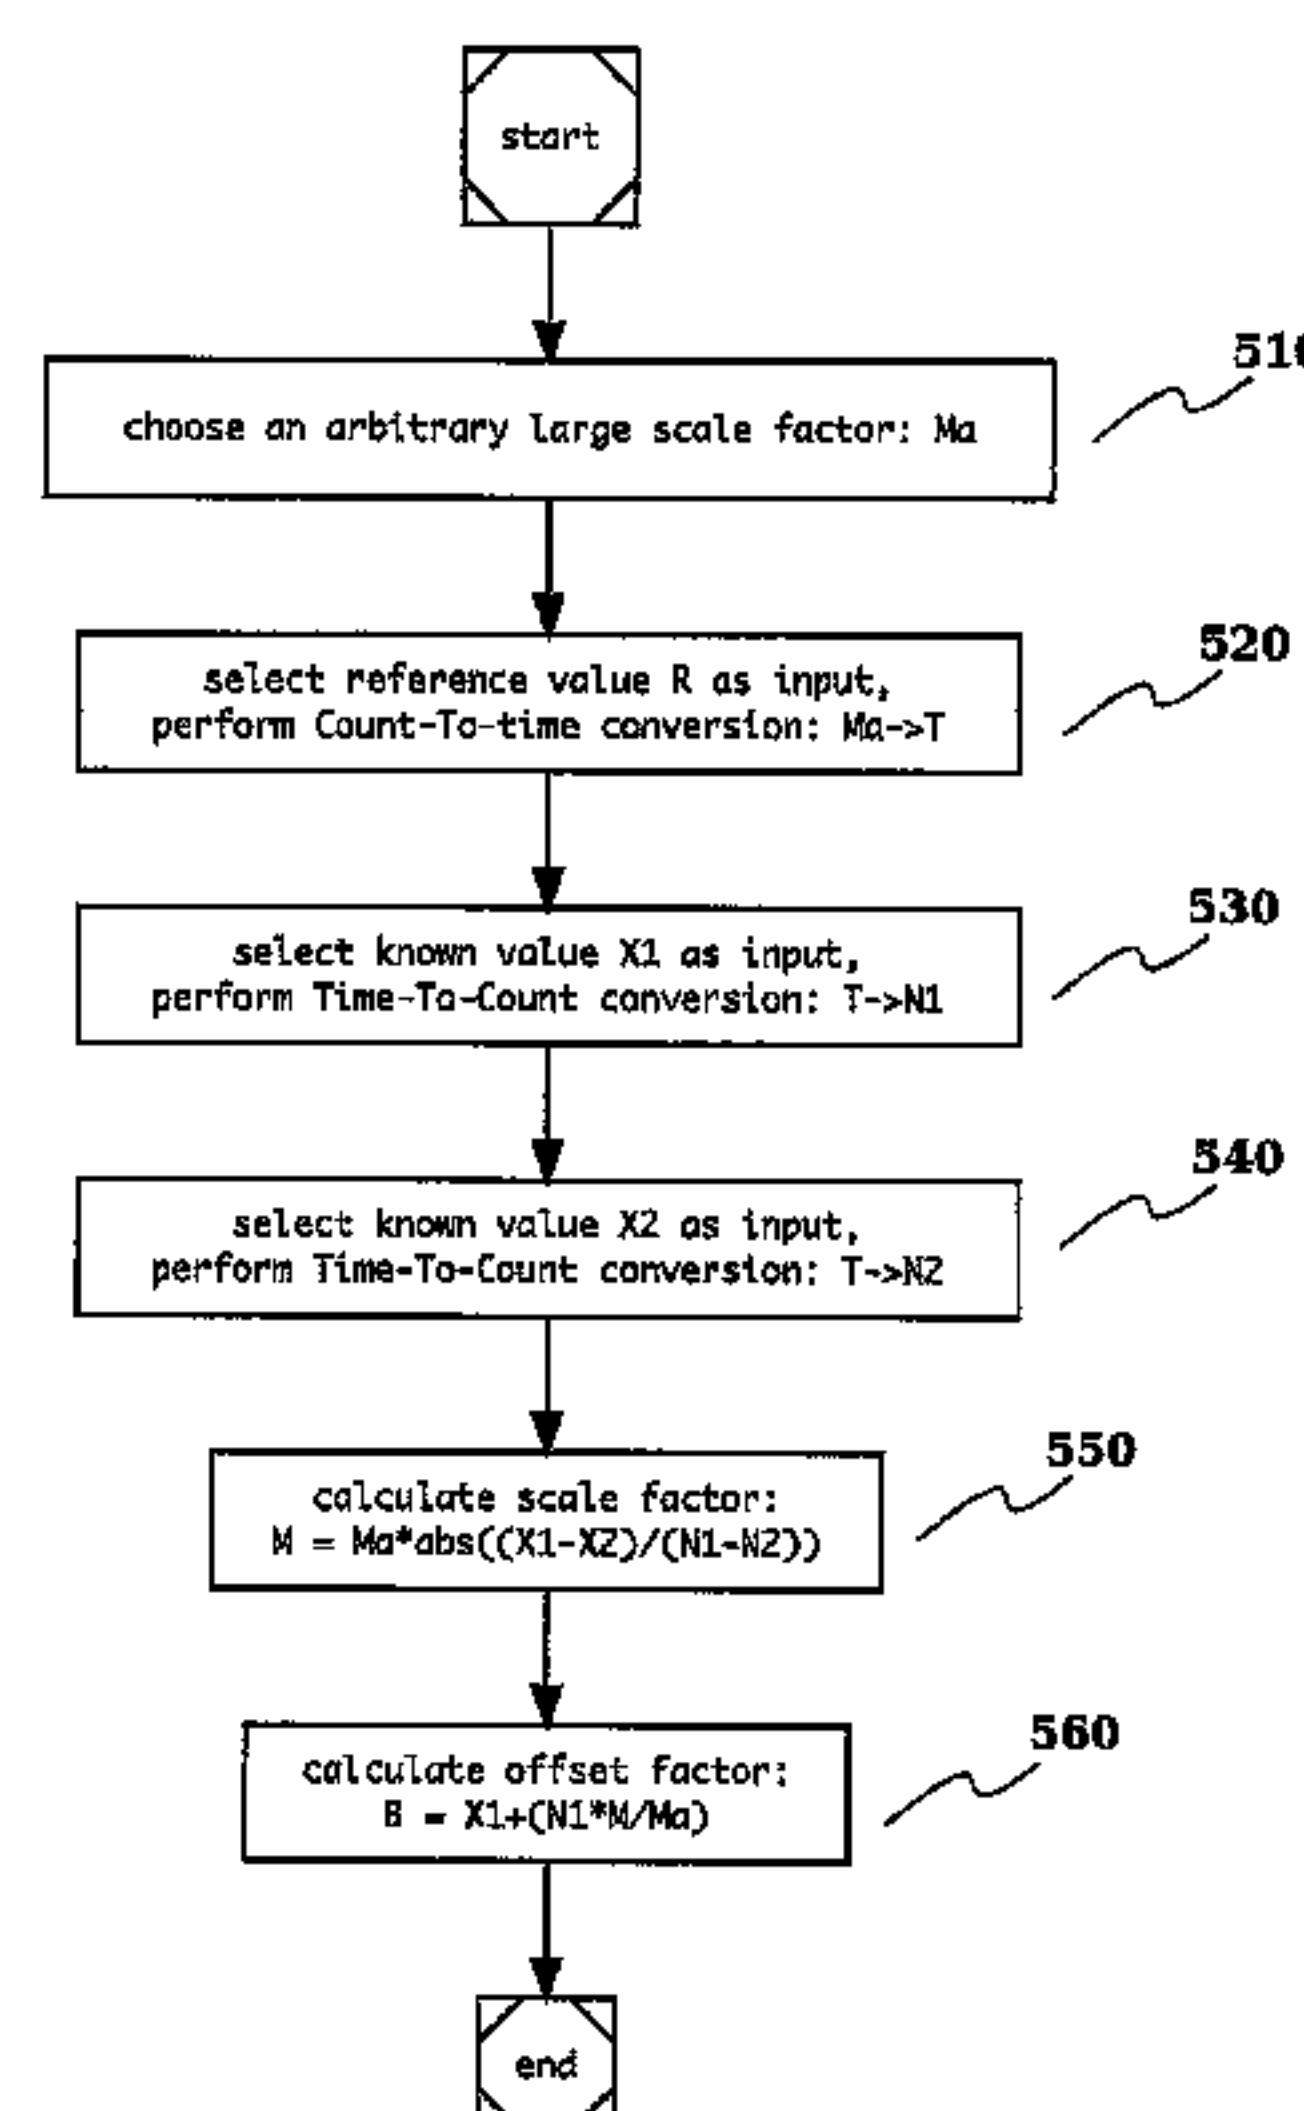 start
510
choose an arbitrary large scale factor: Ma
520
select reference value R as input,
perform Count-To-time conversion: Ma->T
530
select known value X1 as input,
perform Time-To-Count conversion: T->N1
540
select known value X2 as input,
perform Time-To-Count conversion: T->N2
550
calculate scale factor:
M = Ma*abs((X1-X2)/(N1-N2))
560
calculate offset factor:
B = X1+(N1*M/Ma)
end